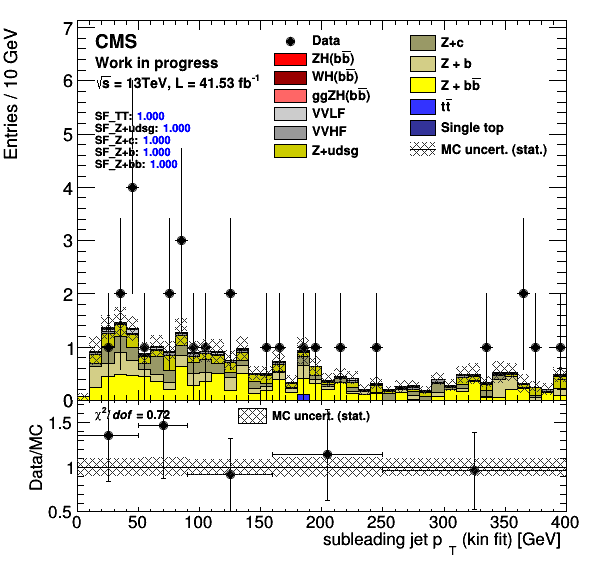 CMS
Work in progress
√s = 13TeV, L = 41.53 fb⁻¹
SF_TT: 1.000
SF_Z+udsg: 1.000
SF_Z+c: 1.000
SF_Z+b: 1.000
SF_Z+bb: 1.000
Data
ZH(bb̅)
WH(bb̅)
ggZH(bb̅)
VVLF
VVHF
Z+udsg
Z+c
Z + b
Z + bb̅
tt̅
Single top
MC uncert. (stat.)
Entries / 10 GeV
7
6
5
4
3
2
1
0
χ²/ dof = 0.72
MC uncert. (stat.)
Data/MC
1.5
1
0.5
0 50 100 150 200 250 300 350 400
subleading jet p_T (kin fit) [GeV]